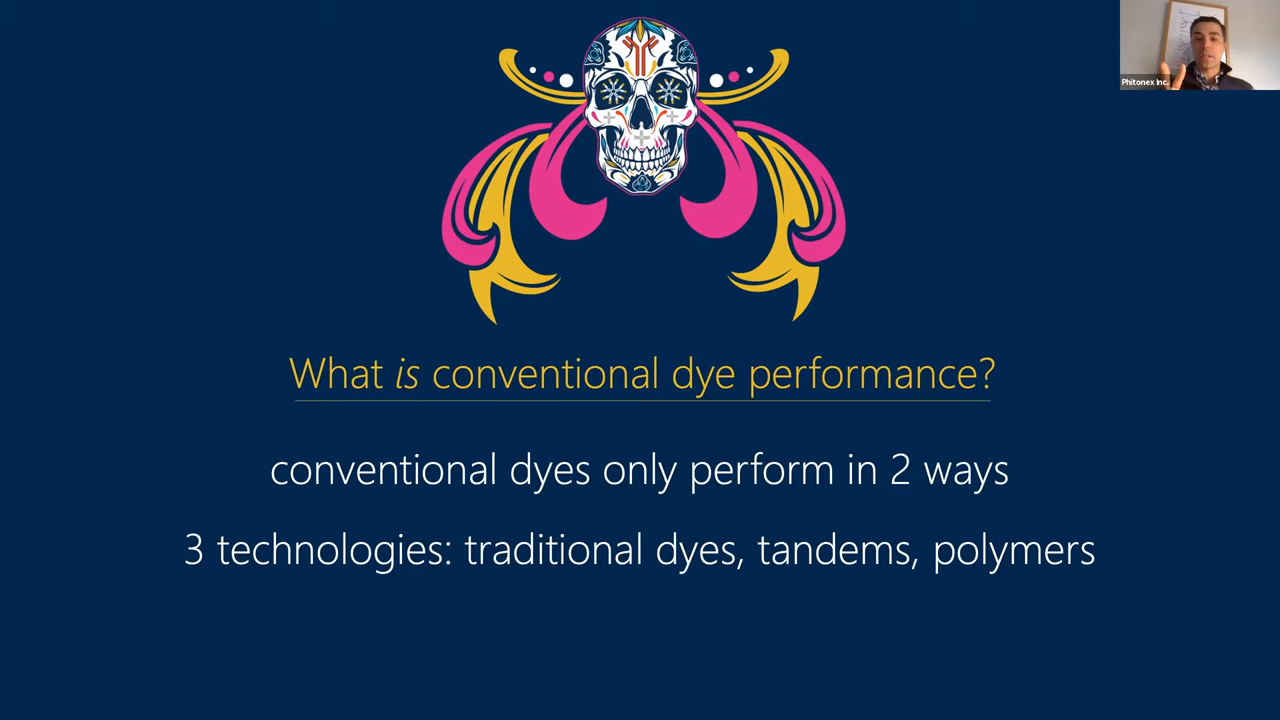 Phitonex Inc.
What is conventional dye performance?
conventional dyes only perform in 2 ways
3 technologies: traditional dyes, tandems, polymers